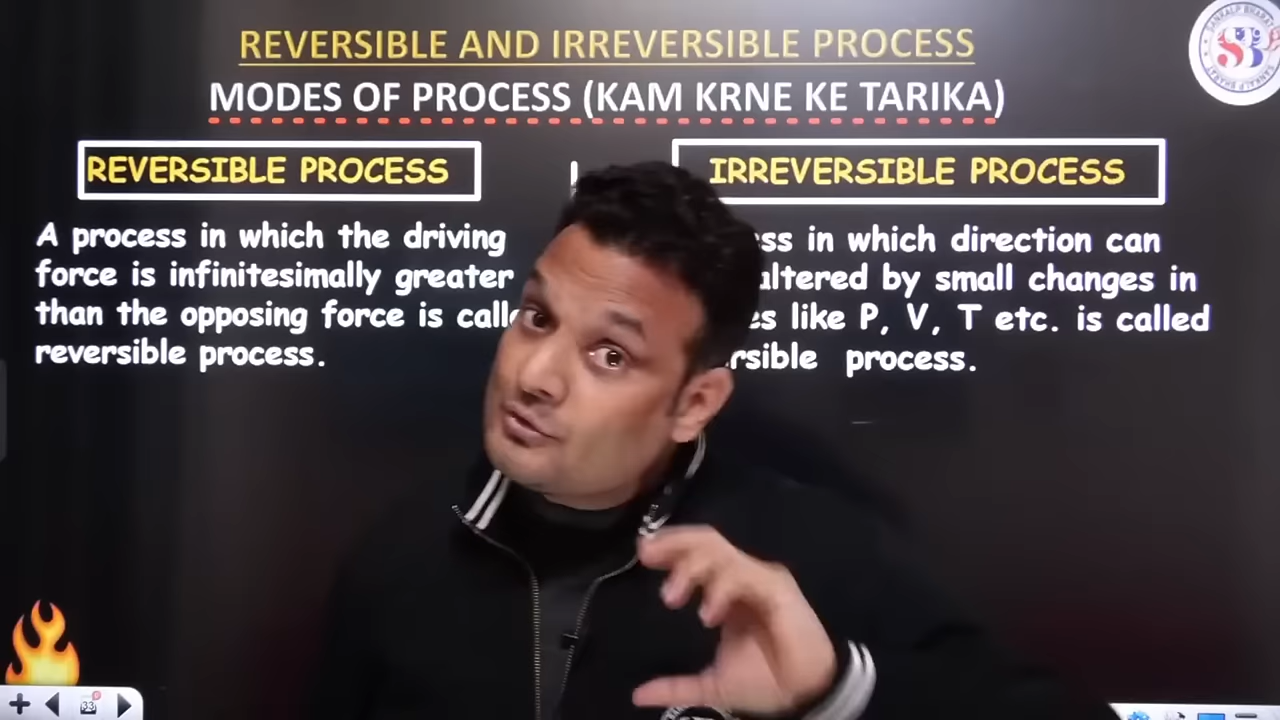 REVERSIBLE AND IRREVERSIBLE PROCESS
MODES OF PROCESS (KAM KRNE KE TARIKA)
REVERSIBLE PROCESS
A process in which the driving
force is infinitesimally greater
than the opposing force is
reversible process.
IRREVERSIBLE PROCESS
in which direction can
altered by small changes in
like P, V, T etc. is called
process.
SB
33